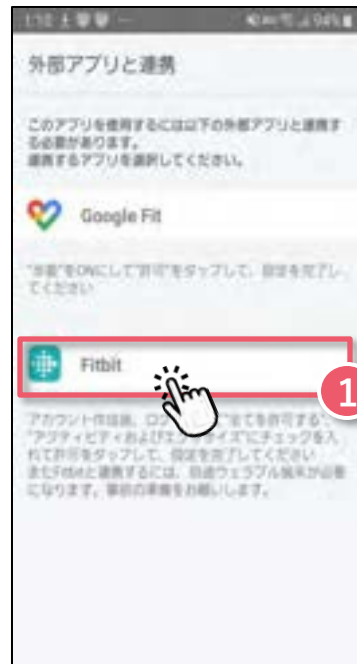 1:10
94%
外部アプリと連携
このアプリを使用するには以下の外部アプリと連携す
る必要があります。
連携するアプリを選択してください。
Google Fit
"歩数"をONにして"許可"をタップして、設定を完了し
てください
Fitbit
1
アカウント作成後、ログ "全てを許可する"、
"アクティビティおよびエクササイズ"にチェックを入
れて許可をタップして、設定を完了してください
またFitbitと連携するには、別途ウェラブル端末が必要
になります。事前の準備をお願いします。